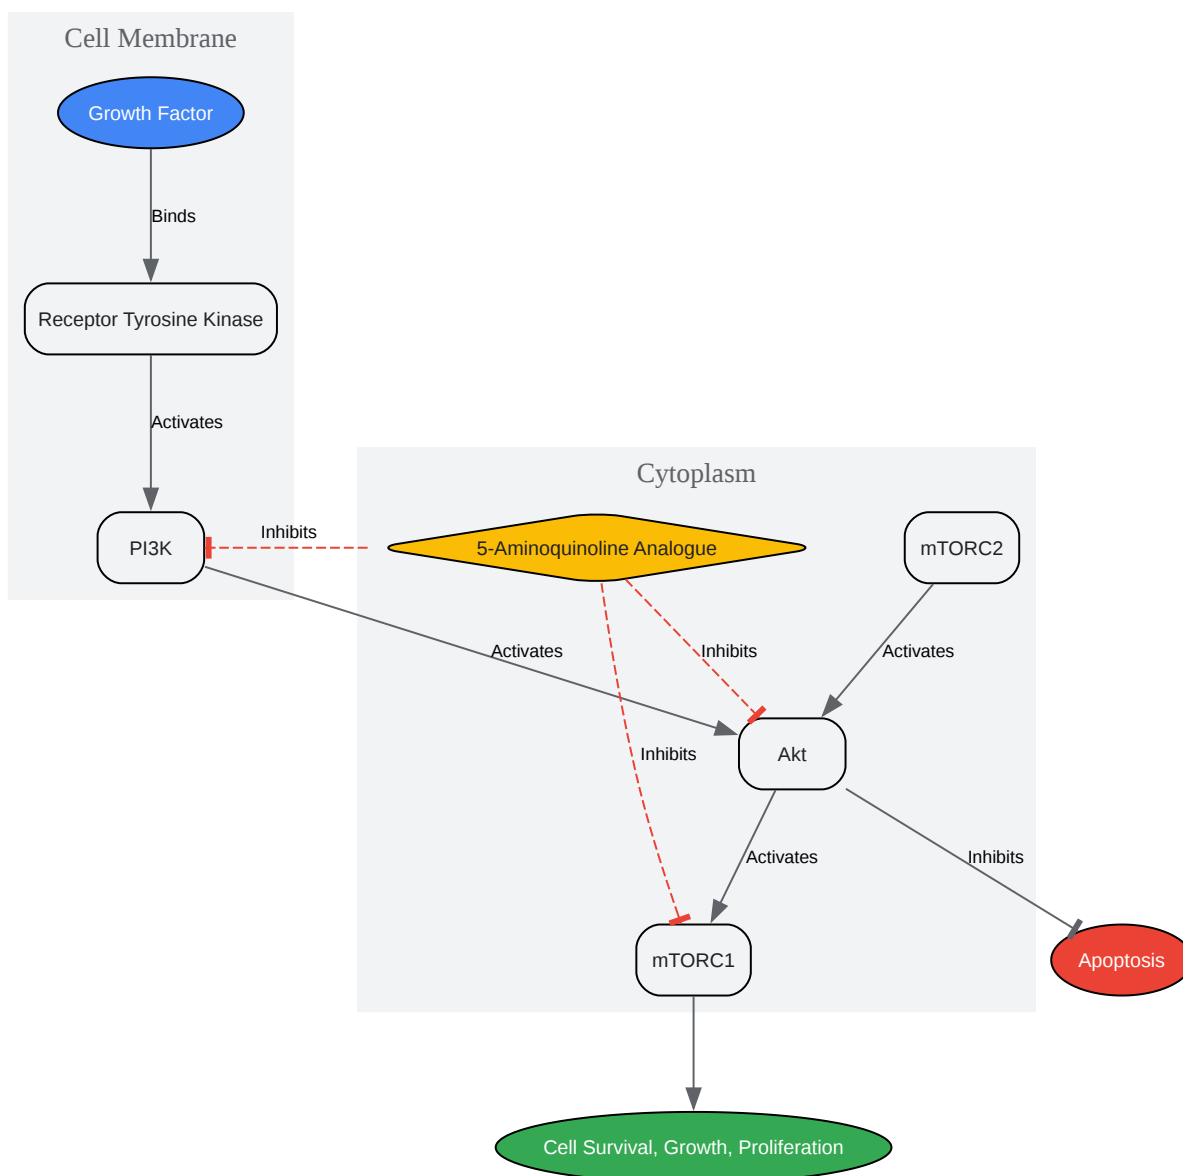 Cell Membrane
Growth Factor
Binds
Receptor Tyrosine Kinase
Activates
Cytoplasm
PI3K
Inhibits
5-Aminoquinoline Analogue
mTORC2
Activates
Inhibits
Activates
Akt
Inhibits
Activates
Inhibits
mTORC1
Apoptosis
Cell Survival, Growth, Proliferation